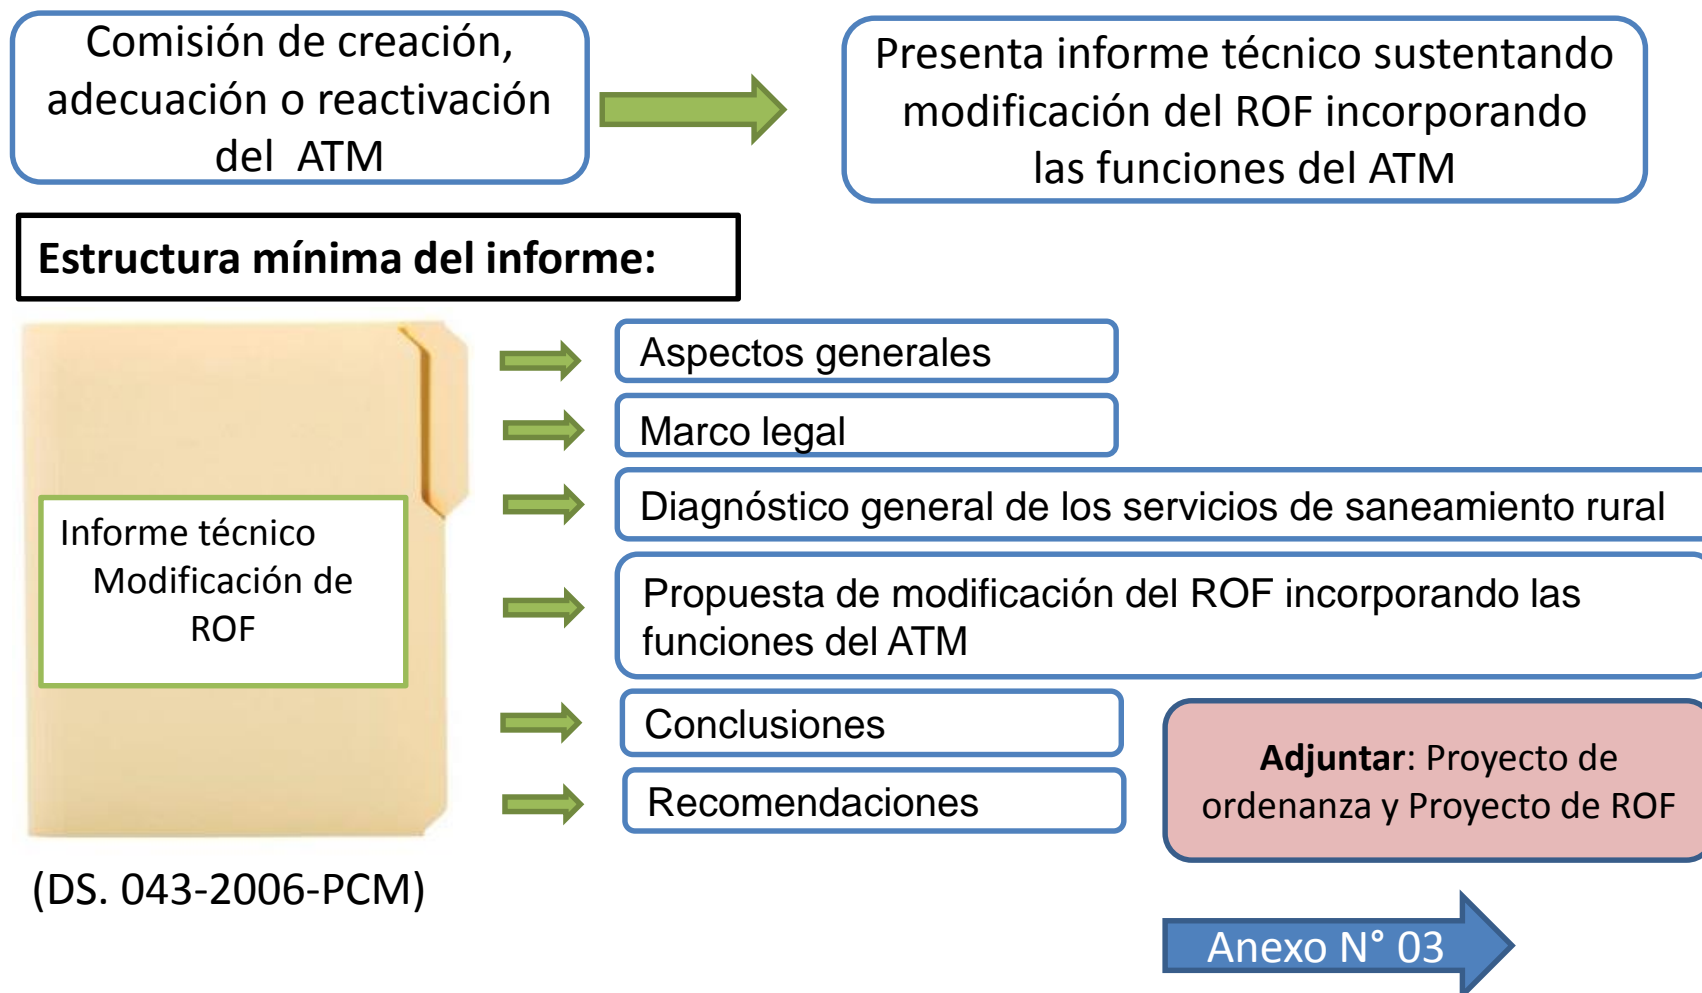 Comisión de creación,
adecuación o reactivación
del ATM
Presenta informe técnico sustentando
modificación del ROF incorporando
las funciones del ATM
Estructura mínima del informe:
Informe técnico
Modificación de
ROF
Aspectos generales
Marco legal
Diagnóstico general de los servicios de saneamiento rural
Propuesta de modificación del ROF incorporando las
funciones del ATM
Conclusiones
Recomendaciones
Adjuntar: Proyecto de
ordenanza y Proyecto de ROF
(DS. 043-2006-PCM)
Anexo N° 03